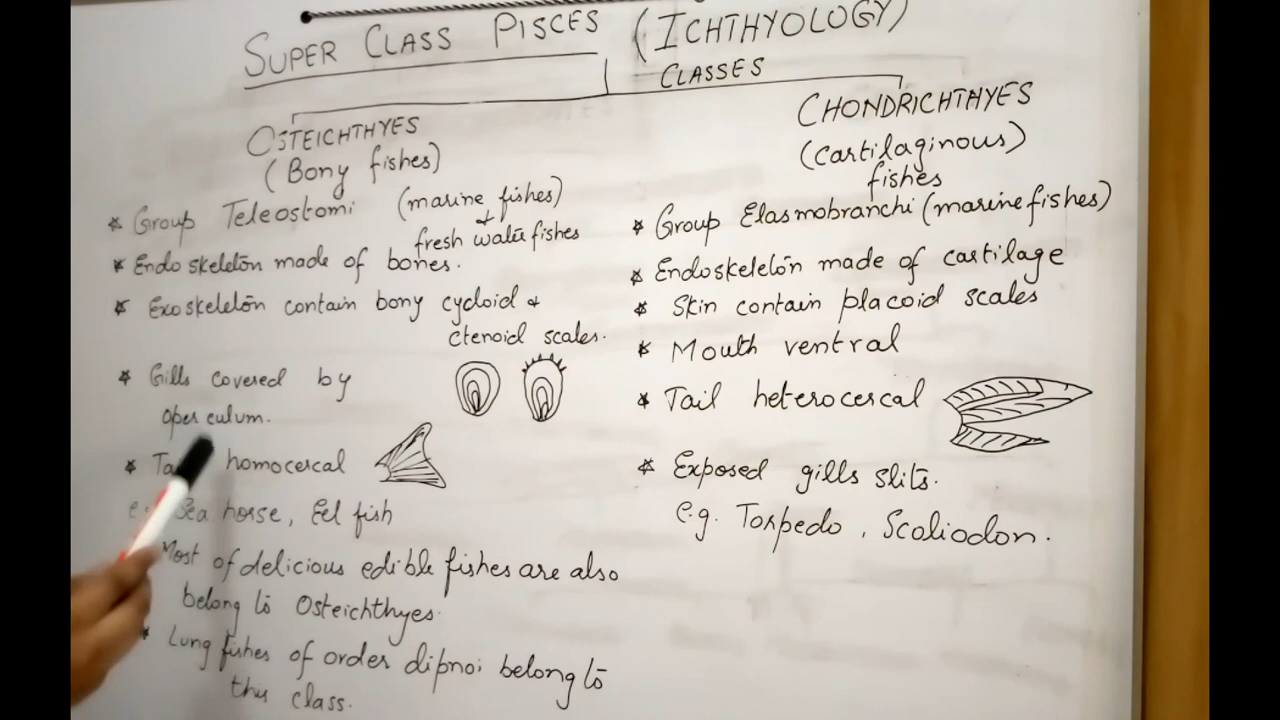 SUPER CLASS PISCES (ICHTHYOLOGY)
CLASSES
OSTEICHTHYES
(Bony fishes)
* Group Teleostomi (marine fishes)
&
fresh water fishes
* Endoskeleton made of bones.
* Exoskeleton contain bony cycloid &
ctenoid scales.
* Gills covered by
operculum.
* homocercal
Sea horse, Eel fish
Most of delicious edible fishes are also
belong to Osteichthyes.
* Lung fishes of order dipnoi belong to
this class.
CHONDRICHTHYES
(cartilaginous)
fishes
* Group Elasmobranchi (marine fishes)
* Endoskeleton made of cartilage
* Skin contain placoid scales
* Mouth ventral
* Tail heterocercal
* Exposed gills slits.
e.g. Torpedo, Scoliodon.